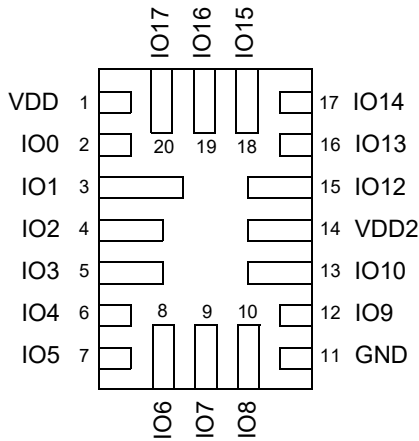 IO17 IO16 IO15
VDD 1 17 IO14
IO0 2 20 19 18 16 IO13
IO1 3 15 IO12
IO2 4 14 VDD2
IO3 5 13 IO10
IO4 6 8 9 10 12 IO9
IO5 7 11 GND
IO6 IO7 IO8